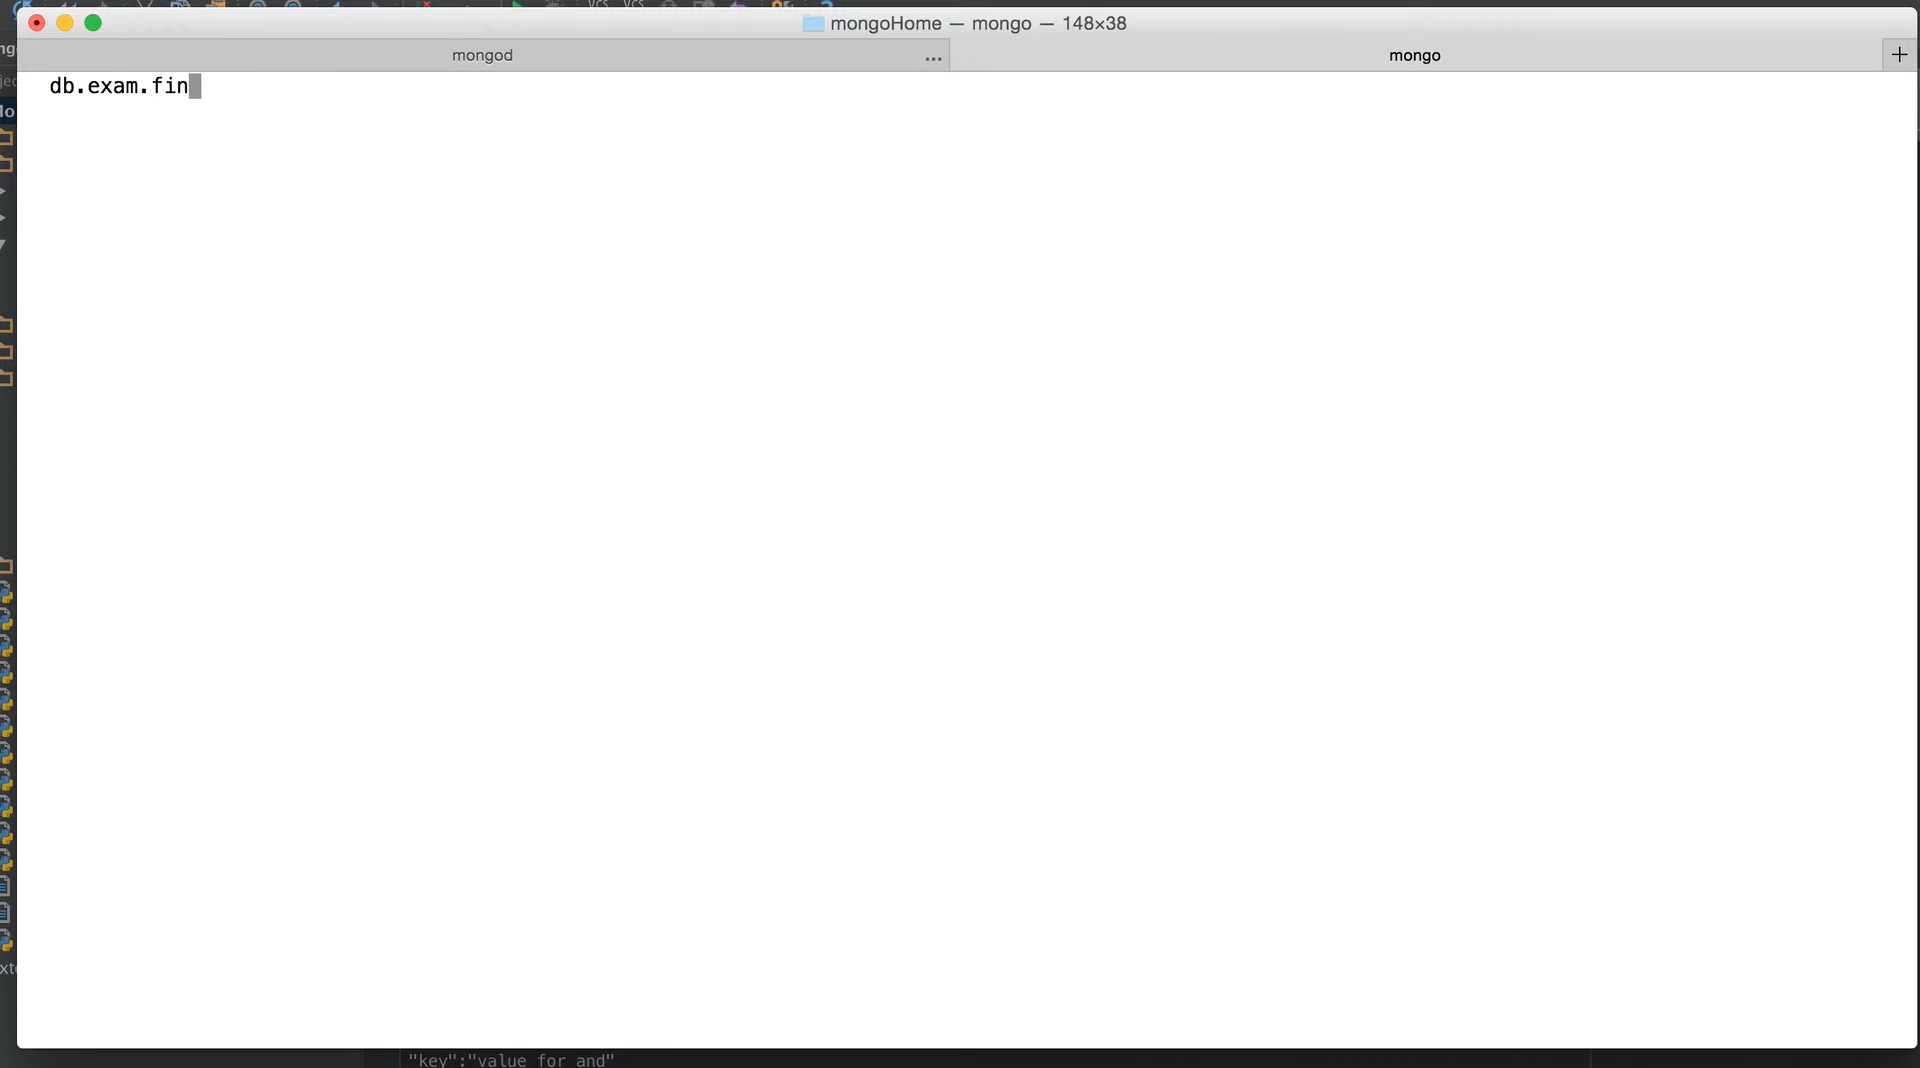 mongoHome — mongo — 148×38
mongod
...
mongo
+
db.exam.fin
"key":"value for and"